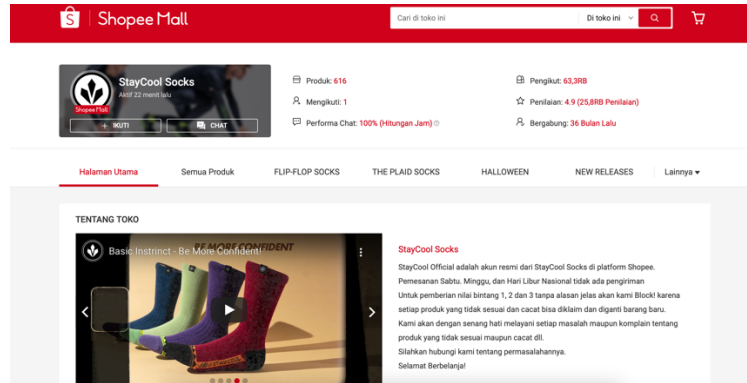 Shopee Mall
Cari di toko ini
Di toko ini
StayCool Socks
Aktif 22 menit lalu
Shopee Mall
+ IKUTI
CHAT
Produk: 616
Mengikuti: 1
Performa Chat: 100% (Hitungan Jam)
Pengikut: 63,3RB
Penilaian: 4.9 (25,8RB Penilaian)
Bergabung: 36 Bulan Lalu
Halaman Utama
Semua Produk
FLIP-FLOP SOCKS
THE PLAID SOCKS
HALLOWEEN
NEW RELEASES
Lainnya
TENTANG TOKO
Basic Instrinct - Be More Confident!
BE MORE CONFIDENT
StayCool Socks
StayCool Official adalah akun resmi dari StayCool Socks di platform Shopee.
Pemesanan Sabtu. Minggu, dan Hari Libur Nasional tidak ada pengiriman
Untuk pemberian nilai bintang 1, 2 dan 3 tanpa alasan jelas akan kami Block! karena
setiap produk yang tidak sesuai dan cacat bisa diklaim dan diganti barang baru.
Kami akan dengan senang hati melayani setiap masalah maupun komplain tentang
produk yang tidak sesuai maupun cacat dll.
Silahkan hubungi kami tentang permasalahannya.
Selamat Berbelanja!